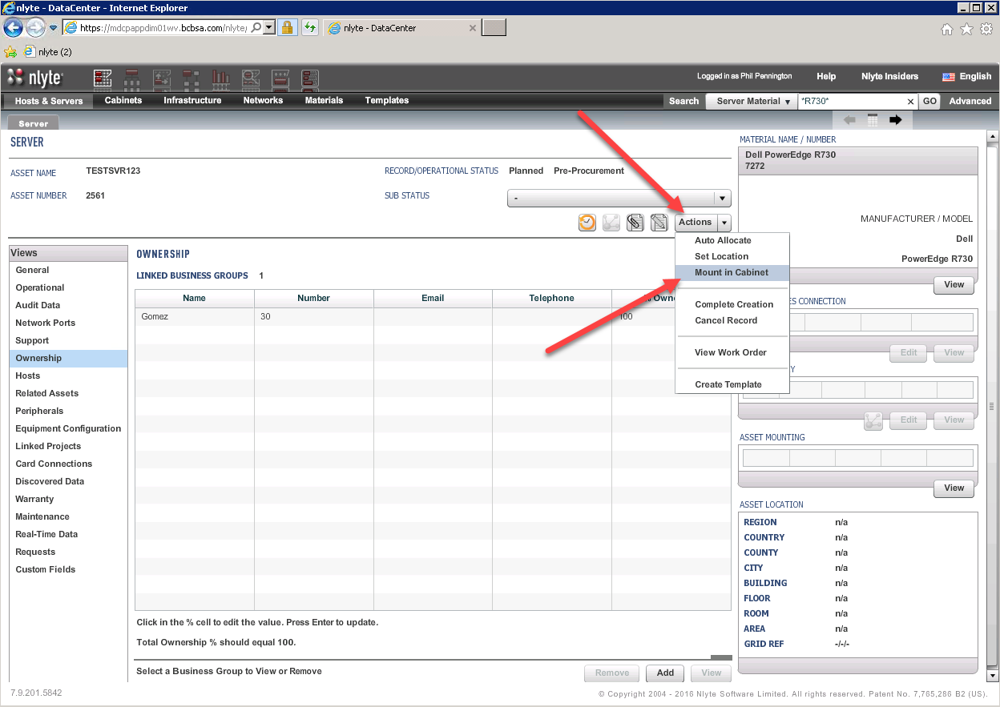 nlyte - DataCenter - Internet Explorer
https://mdcpappdim01wv.bcbsa.com/nlyte/
nlyte - DataCenter
nlyte (2)
nlyte
Logged in as Phil Pennington
Help
Nlyte Insiders
English
Hosts & Servers
Cabinets
Infrastructure
Networks
Materials
Templates
Search
Server Material
*R730*
GO
Advanced
Server
SERVER
ASSET NAME TESTSVR123
RECORD/OPERATIONAL STATUS Planned Pre-Procurement
ASSET NUMBER 2561
SUB STATUS -
Actions
Auto Allocate
Set Location
Mount in Cabinet
Complete Creation
Cancel Record
View Work Order
Create Template
Views
General
Operational
Audit Data
Network Ports
Support
Ownership
Hosts
Related Assets
Peripherals
Equipment Configuration
Linked Projects
Card Connections
Discovered Data
Warranty
Maintenance
Real-Time Data
Requests
Custom Fields
OWNERSHIP
LINKED BUSINESS GROUPS 1
Name Number Email Telephone
Gomez 30 100
Click in the % cell to edit the value. Press Enter to update.
Total Ownership % should equal 100.
Select a Business Group to View or Remove
Remove Add View
MATERIAL NAME / NUMBER
Dell PowerEdge R730
7272
MANUFACTURER / MODEL
Dell
PowerEdge R730
View
CONNECTION
Edit View
Edit View
ASSET MOUNTING
View
ASSET LOCATION
REGION n/a
COUNTRY n/a
COUNTY n/a
CITY n/a
BUILDING n/a
FLOOR n/a
ROOM n/a
AREA n/a
GRID REF -/-/-
7.9.201.5842
© Copyright 2004 - 2016 Nlyte Software Limited. All rights reserved. Patent No. 7,765,286 B2 (US).